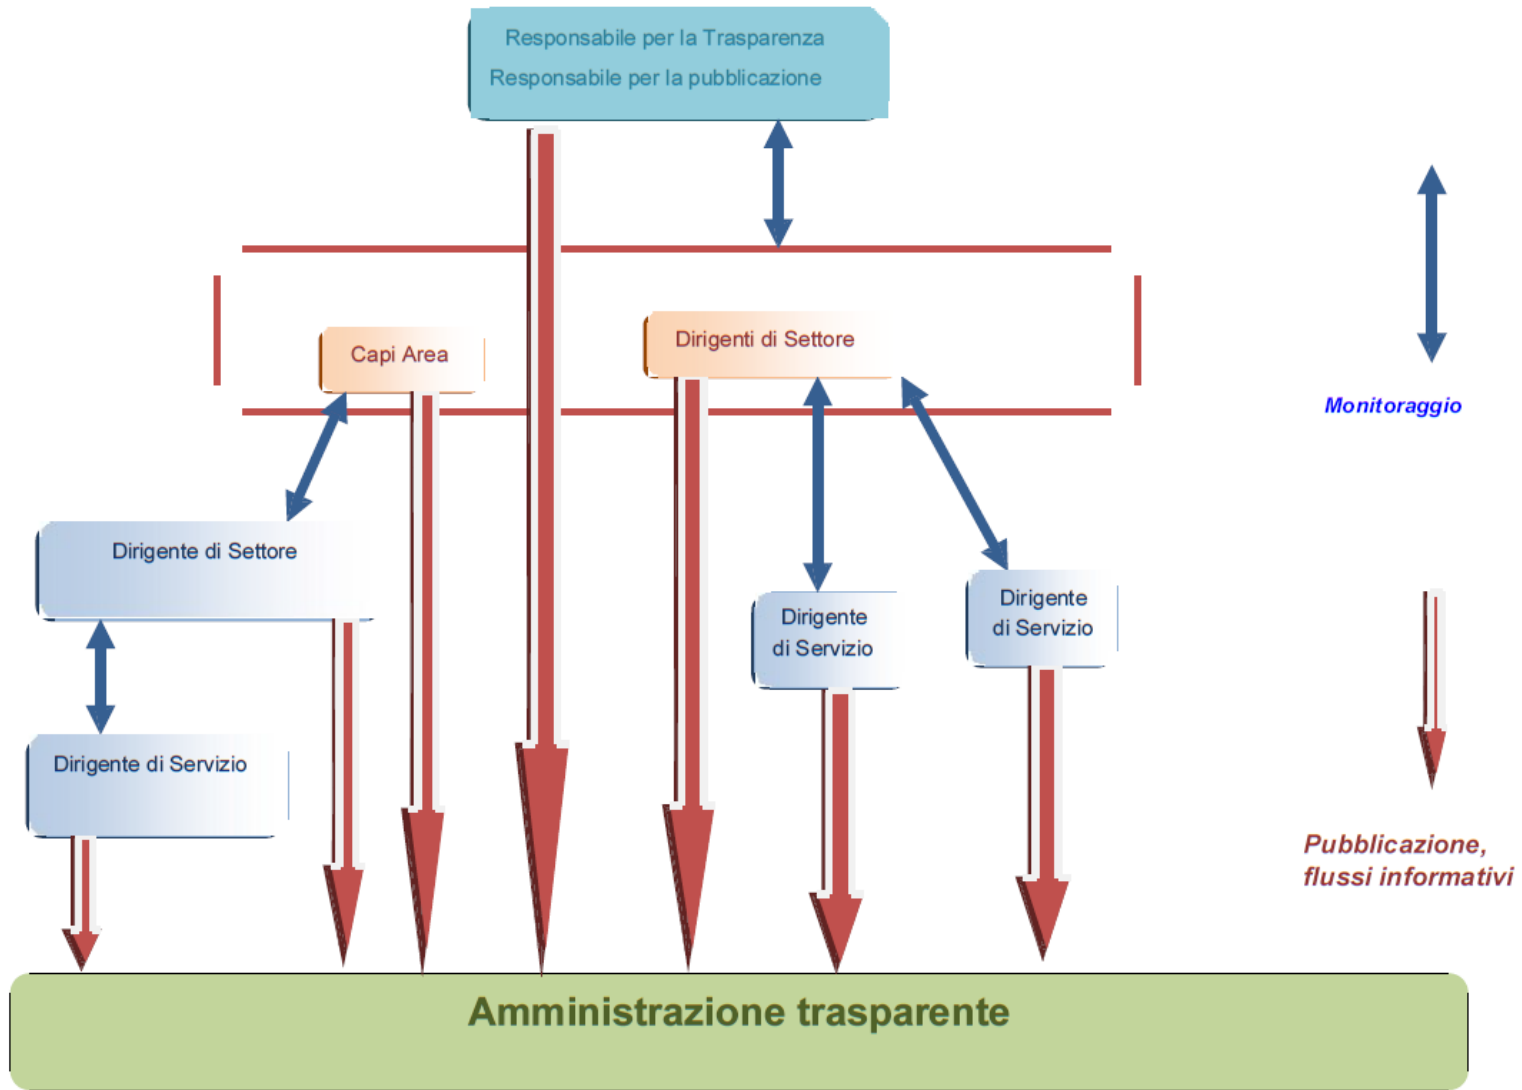 Responsabile per la Trasparenza
Responsabile per la pubblicazione
Capi Area
Dirigenti di Settore
Monitoraggio
Dirigente di Settore
Dirigente
di Servizio
Dirigente
di Servizio
Dirigente di Servizio
Pubblicazione,
flussi informativi
Amministrazione trasparente